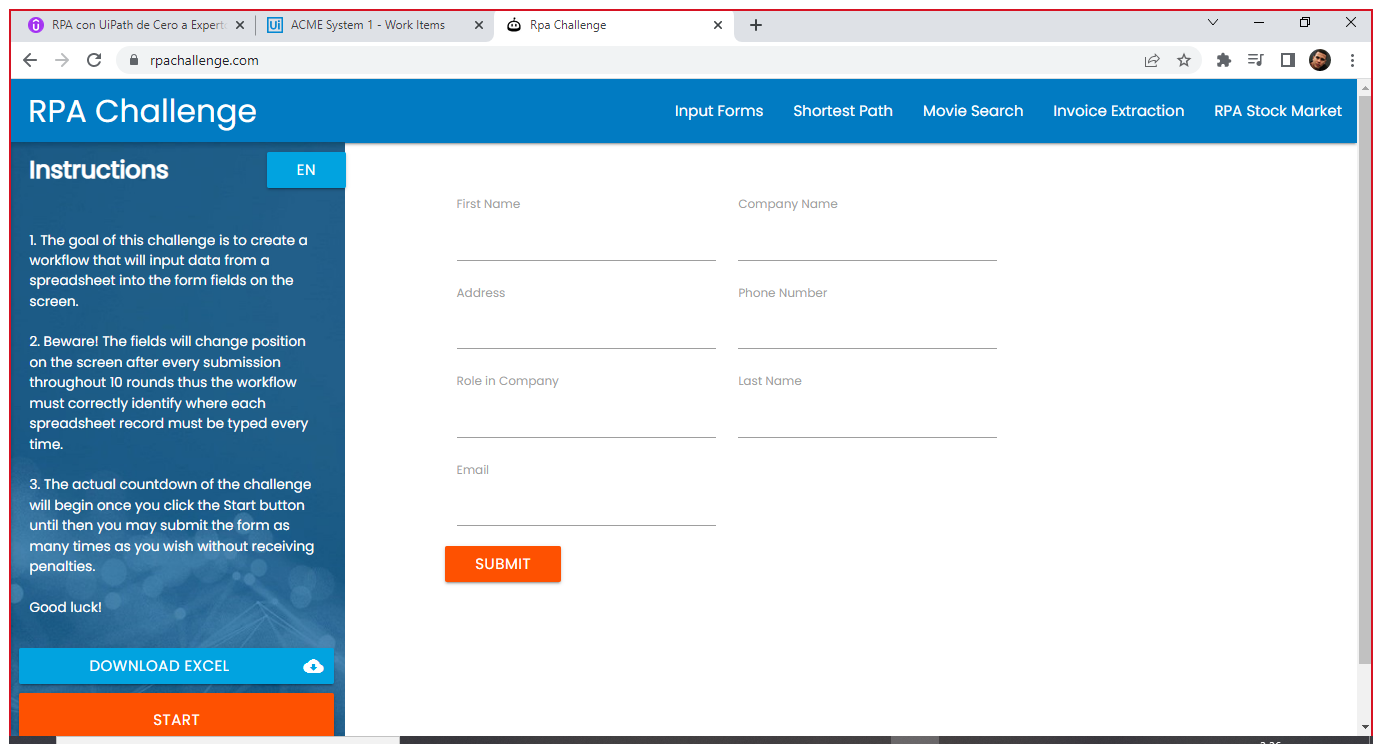 RPA con UiPath de Cero a Expert
ACME System 1 - Work Items
Rpa Challenge
rpachallenge.com
RPA Challenge
Input Forms
Shortest Path
Movie Search
Invoice Extraction
RPA Stock Market
Instructions
EN
1. The goal of this challenge is to create a
workflow that will input data from a
spreadsheet into the form fields on the
screen.
2. Beware! The fields will change position
on the screen after every submission
throughout 10 rounds thus the workflow
must correctly identify where each
spreadsheet record must be typed every
time.
3. The actual countdown of the challenge
will begin once you click the Start button
until then you may submit the form as
many times as you wish without receiving
penalties.
Good luck!
DOWNLOAD EXCEL
START
First Name
Company Name
Address
Phone Number
Role in Company
Last Name
Email
SUBMIT